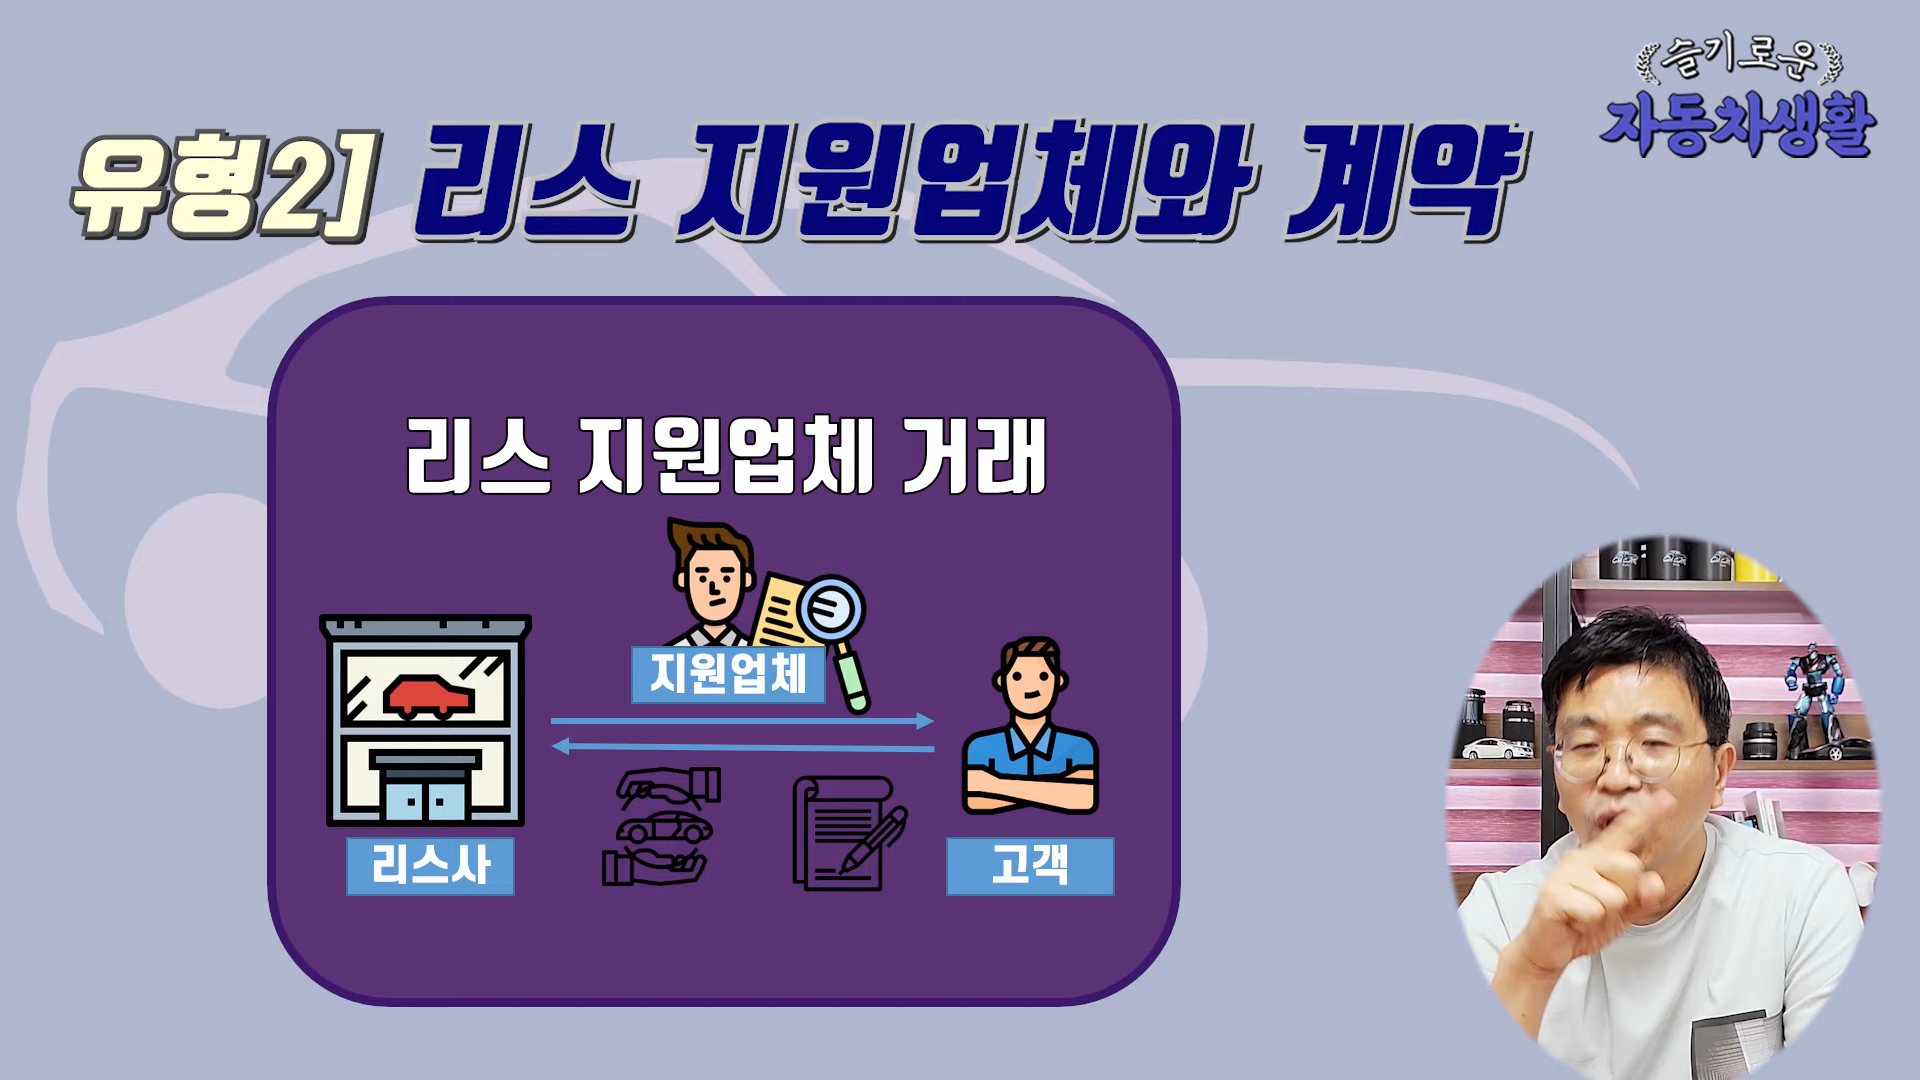 슬기로운
자동차생활
유형2] 리스 지원업체와 계약
리스 지원업체 거래
지원업체
리스사
고객